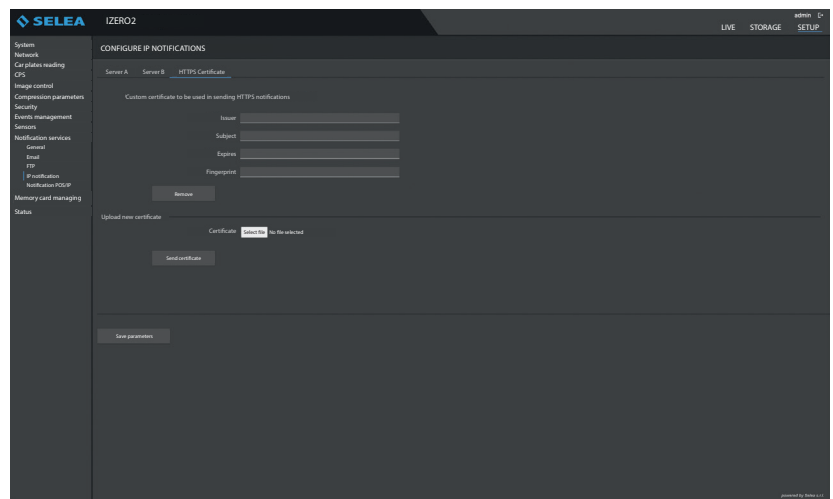 SELEA
IZERO2
admin
LIVE STORAGE SETUP
System
Network
Car plates reading
CPS
Image control
Compression parameters
Security
Events management
Sensors
Notification services
General
Email
FTP
IP notification
Notification POS/IP
Memory card managing
Status
CONFIGURE IP NOTIFICATIONS
Server A Server B HTTPS Certificate
Custom certificate to be used in sending HTTPS notifications
Issuer
Subject
Expires
Fingerprint
Remove
Upload new certificate
Certificate Select file No file selected
Send certificate
Save parameters
powered by Selea s.r.l.